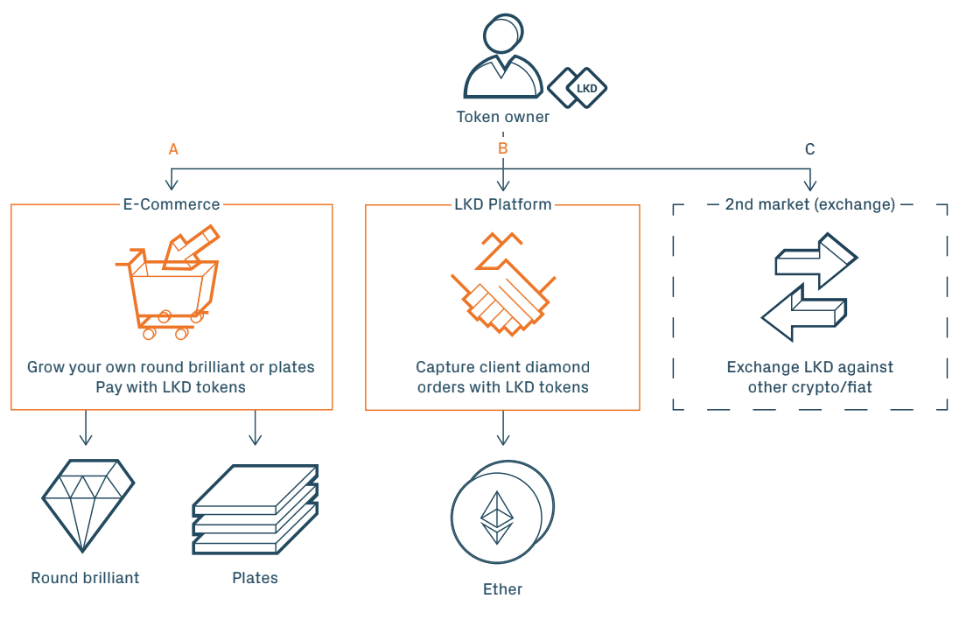 LKD
Token owner
A
B
C
E-Commerce
LKD Platform
2nd market (exchange)
Grow your own round brilliant or plates
Pay with LKD tokens
Capture client diamond
orders with LKD tokens
Exchange LKD against
other crypto/fiat
Round brilliant
Plates
Ether